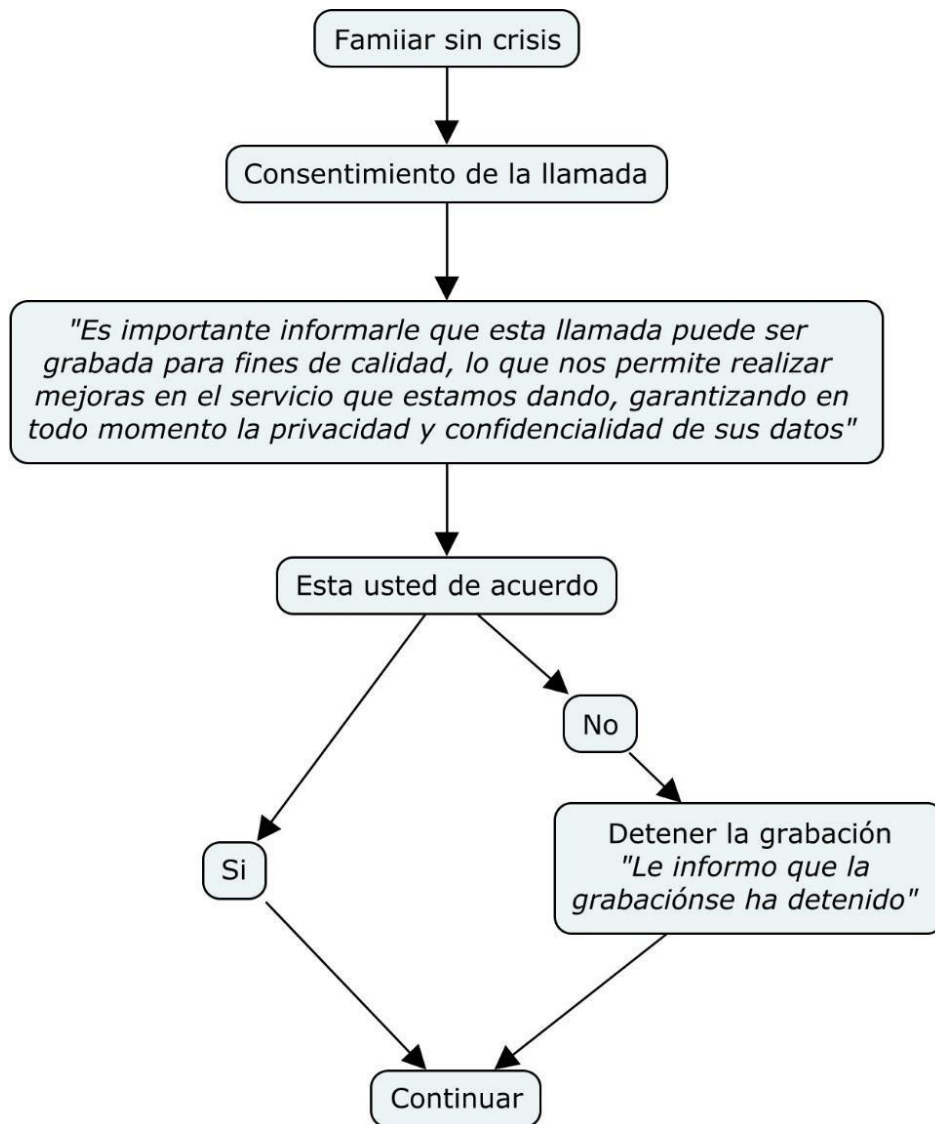 Famiiar sin crisis
Consentimiento de la llamada
"Es importante informarle que esta llamada puede ser
grabada para fines de calidad, lo que nos permite realizar
mejoras en el servicio que estamos dando, garantizando en
todo momento la privacidad y confidencialidad de sus datos"
Esta usted de acuerdo
No
Detener la grabación
"Le informo que la
grabaciónse ha detenido"
Si
Continuar